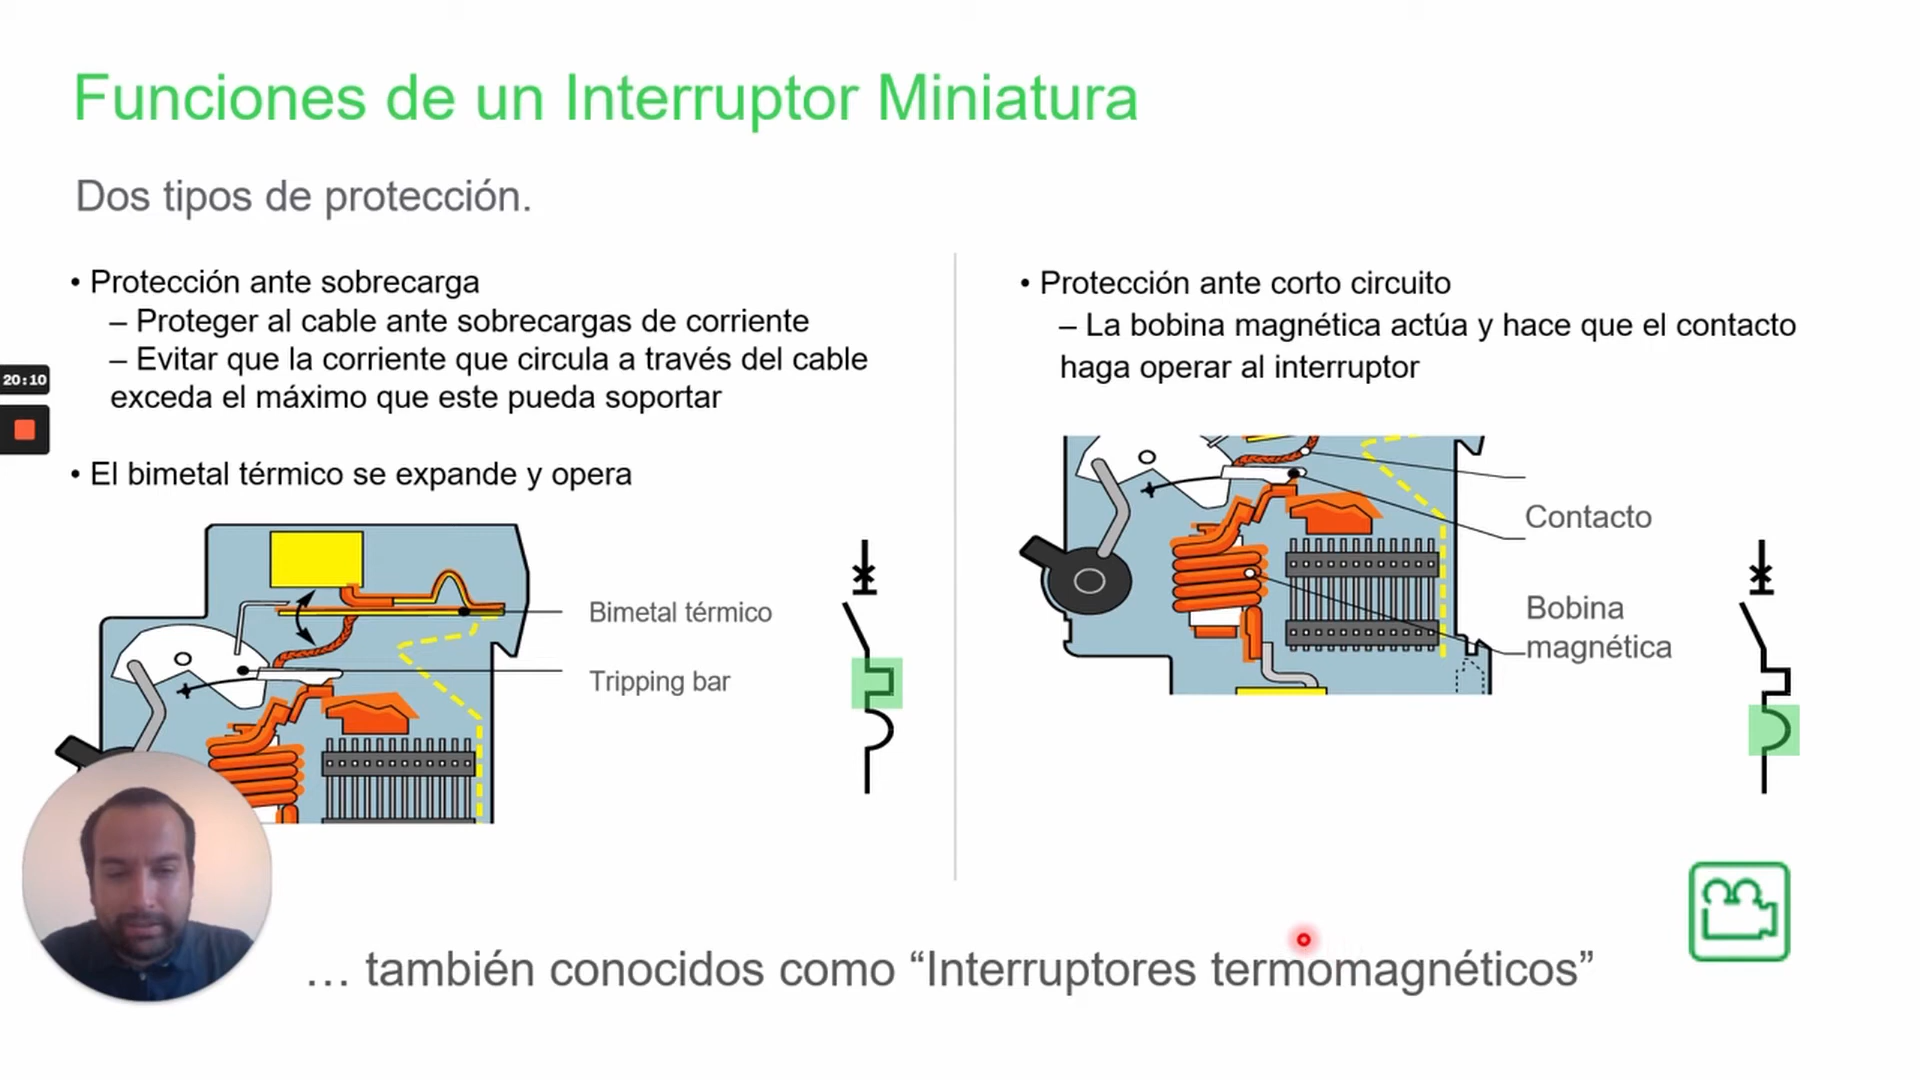 Funciones de un Interruptor Miniatura
Dos tipos de protección.
• Protección ante sobrecarga
– Proteger al cable ante sobrecargas de corriente
– Evitar que la corriente que circula a través del cable
exceda el máximo que este pueda soportar
• El bimetal térmico se expande y opera
Bimetal térmico
Tripping bar
• Protección ante corto circuito
– La bobina magnética actúa y hace que el contacto
haga operar al interruptor
Contacto
Bobina
magnética
20:10
… también conocidos como “Interruptores termomagnéticos”